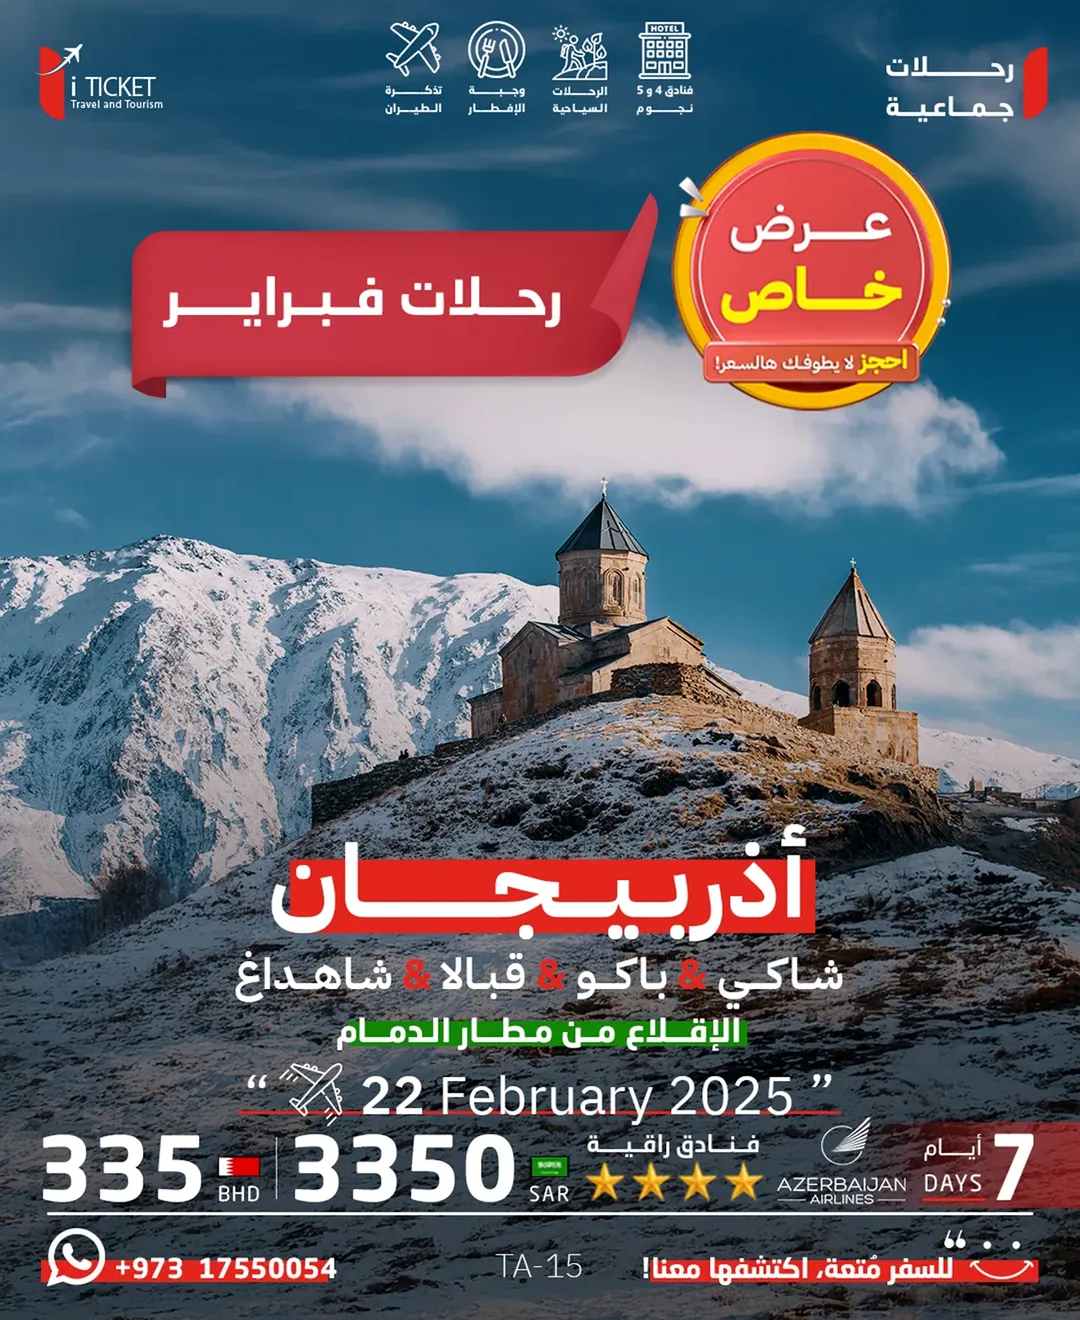 i TICKET
Travel and Tourism
رحلات
جماعية
HOTEL
فنادق 4 و 5
نجوم
الرحلات
السياحية
وجبة
الإفطار
تذكرة
الطيران
عرض
خاص
احجز لا يطوفك هالسعر!
رحلات فبراير
أذربيجان
شاكي & باكو & قبالا & شاهداغ
الإقلاع من مطار الدمام
“ 22 February 2025 ”
7 أيام
DAYS
AZERBAIJAN
AIRLINES
فنادق راقية
3350 SAR
335 BHD
للسفر مُتعة، اكتشفها معنا!
TA-15
+973 17550054